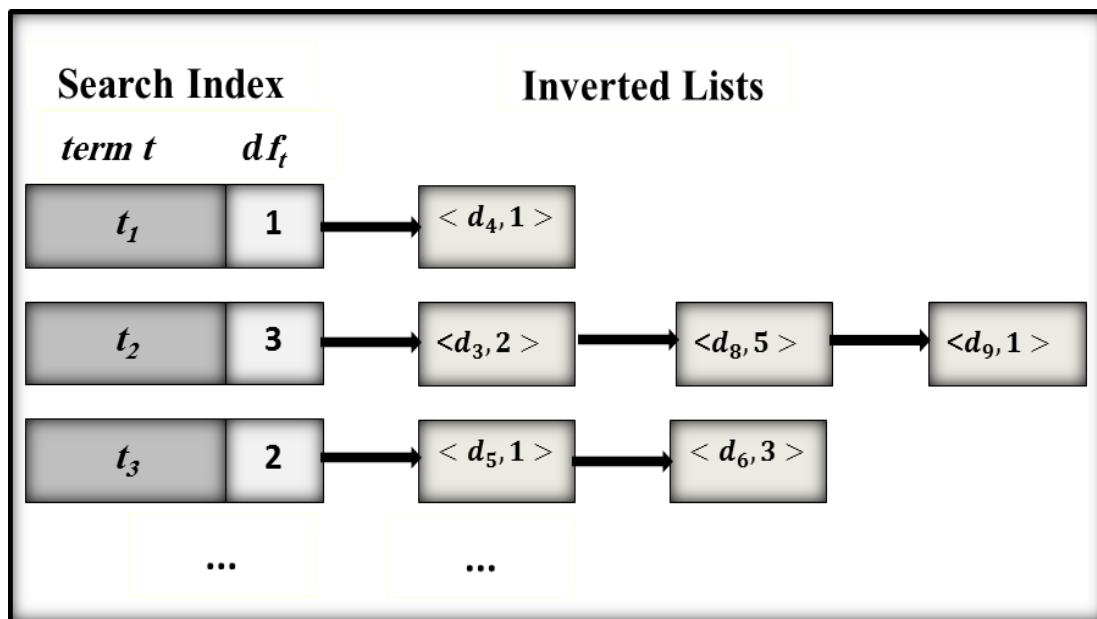 Search Index Inverted Lists
term t df_t
t_1 1 < d_4, 1 >
t_2 3 <d_3, 2 > <d_8, 5 > <d_9, 1 >
t_3 2 < d_5, 1 > < d_6, 3 >
... ...